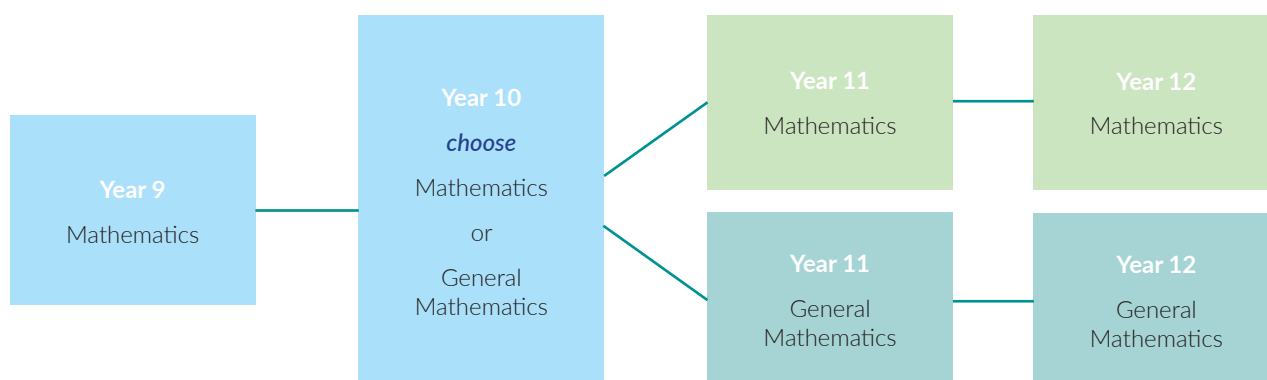 Year 9
Mathematics
Year 10
choose
Mathematics
or
General
Mathematics
Year 11
Mathematics
Year 12
Mathematics
Year 11
General
Mathematics
Year 12
General
Mathematics